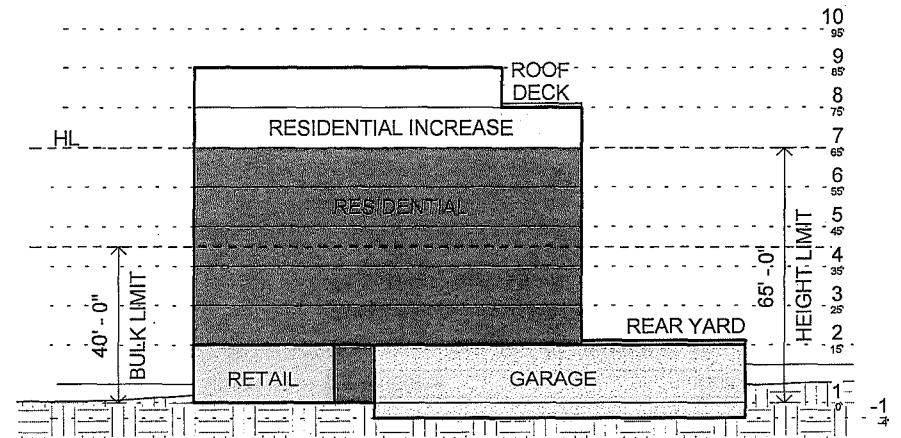 10
95'
9
85'
ROOF
DECK
8
75'
RESIDENTIAL INCREASE
HL
7
65'
6
55'
RESIDENTIAL
5
45'
4
35'
40' - 0"
BULK LIMIT
65' -.0'
HEIGHT LIMIT
3
25'
REAR YARD
2
15'
RETAIL
GARAGE
1
0'
-1